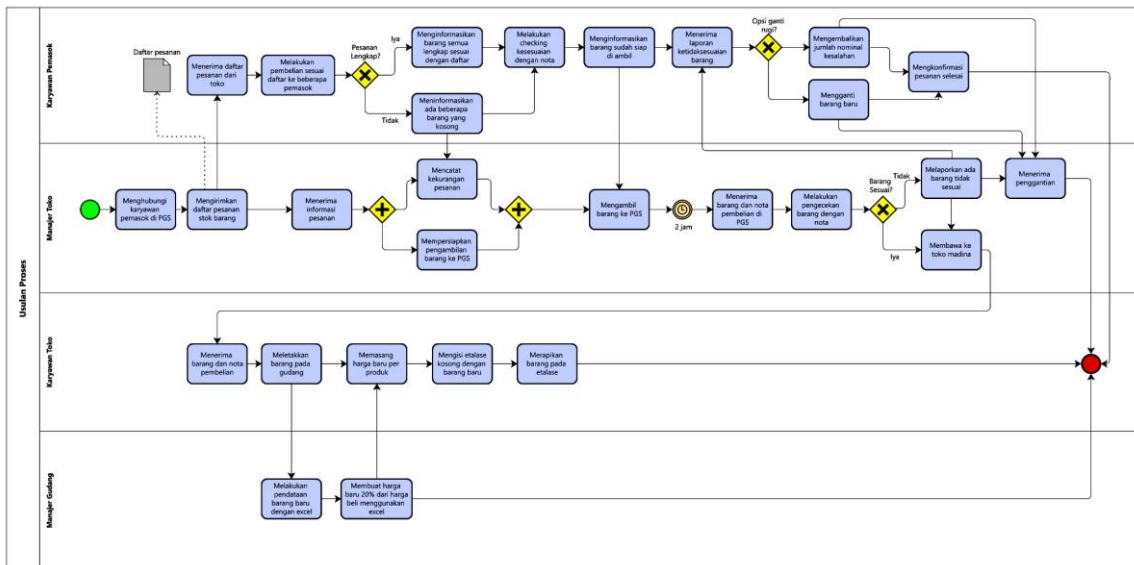 Usulan Proses
Karyawan Pemasok
Daftar pesanan
Menerima daftar
pesanan dari
toko
Melakukan
pembelian sesuai
daftar ke beberapa
pemasok
Pesanan
Lengkap?
Iya
Tidak
Menginformasikan
barang semua
lengkap sesuai
dengan daftar
Meninformasikan
ada beberapa
barang yang
kosong
Melakukan
checking
kesesuaian
dengan nota
Menginformasikan
barang sudah siap
di ambil
Menerima
laporan
ketidaksesuaian
barang
Opsi ganti
rugi?
Mengembalikan
jumlah nominal
kesalahan
Mengganti
barang baru
Mengkonfirmasi
pesanan selesai
Manajer Toko
Menghubungi
karyawan
pemasok di PGS
Mengirimkan
daftar pesanan
stok barang
Menerima
informasi
pesanan
Mencatat
kekurangan
pesanan
Mempersiapkan
pengambilan
barang ke PGS
Mengambil
barang ke PGS
2 jam
Menerima
barang dan nota
pembelian di
PGS
Melakukan
pengecekan
barang dengan
nota
Barang
Sesuai?
Tidak
Iya
Melaporkan ada
barang tidak
sesuai
Membawa ke
toko madina
Menerima
penggantian
Karyawan Toko
Menerima
barang dan nota
pembelian
Meletakkan
barang pada
gudang
Memasang
harga baru per
produk
Mengisi etalase
kosong dengan
barang baru
Merapikan
barang pada
etalase
Manajer Gudang
Melakukan
pendataan
barang baru
dengan excel
Membuat harga
baru 20% dari harga
beli menggunakan
excel